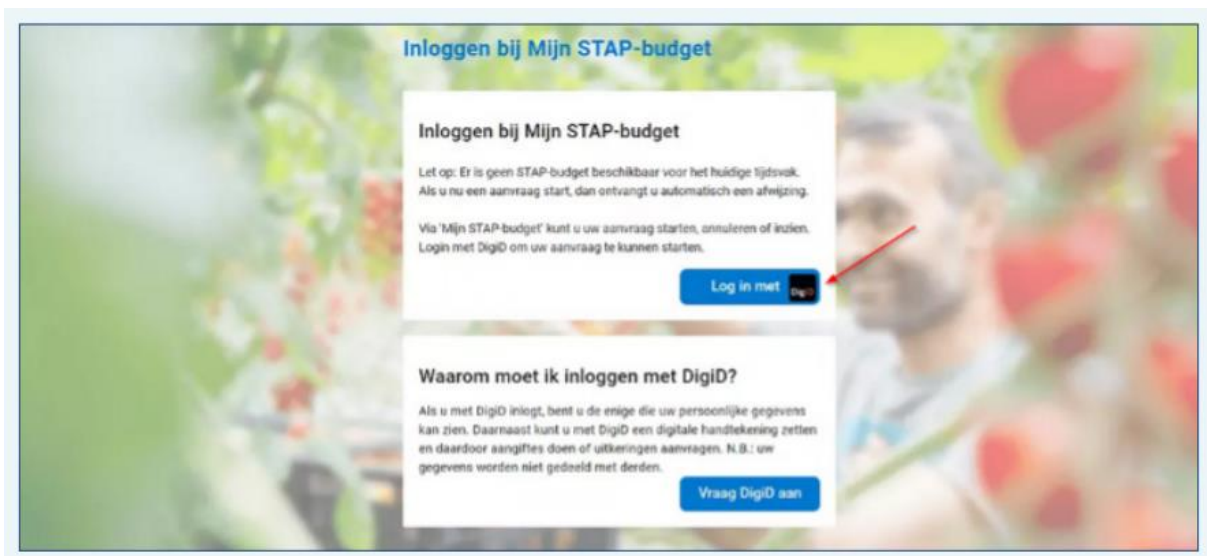 Inloggen bij Mijn STAP-budget
Inloggen bij Mijn STAP-budget
Let op: Er is geen STAP-budget beschikbaar voor het huidige tijdsvak.
Als u nu een aanvraag start, dan ontvangt u automatisch een afwijzing.
Via 'Mijn STAP-budget' kunt u uw aanvraag starten, annuleren of inzien.
Login met DigiD om uw aanvraag te kunnen starten.
Log in met DigiD
Waarom moet ik inloggen met DigiD?
Als u met DigiD inlogt, bent u de enige die uw persoonlijke gegevens
kan zien. Daarnaast kunt u met DigiD een digitale handtekening zetten
en daardoor aangiftes doen of uitkeringen aanvragen. N.B.: uw
gegevens worden niet gedeeld met derden.
Vraag DigiD aan